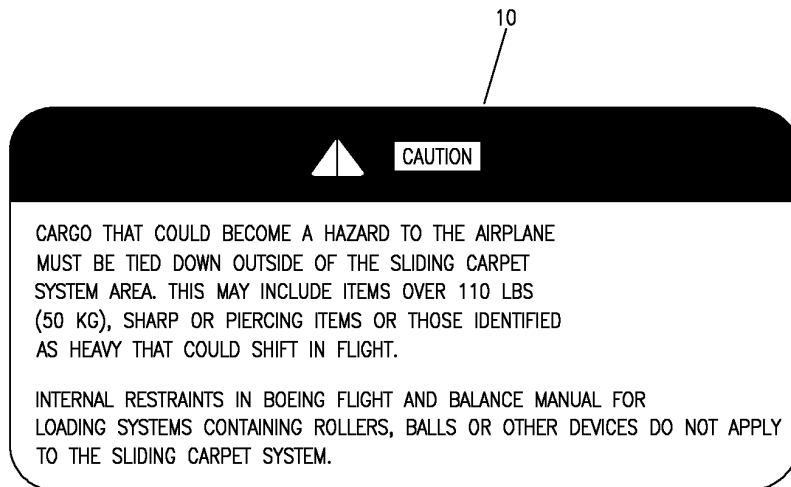 10
CAUTION
CARGO THAT COULD BECOME A HAZARD TO THE AIRPLANE
MUST BE TIED DOWN OUTSIDE OF THE SLIDING CARPET
SYSTEM AREA. THIS MAY INCLUDE ITEMS OVER 110 LBS
(50 KG), SHARP OR PIERCING ITEMS OR THOSE IDENTIFIED
AS HEAVY THAT COULD SHIFT IN FLIGHT.
INTERNAL RESTRAINTS IN BOEING FLIGHT AND BALANCE MANUAL FOR
LOADING SYSTEMS CONTAINING ROLLERS, BALLS OR OTHER DEVICES DO NOT APPLY
TO THE SLIDING CARPET SYSTEM.